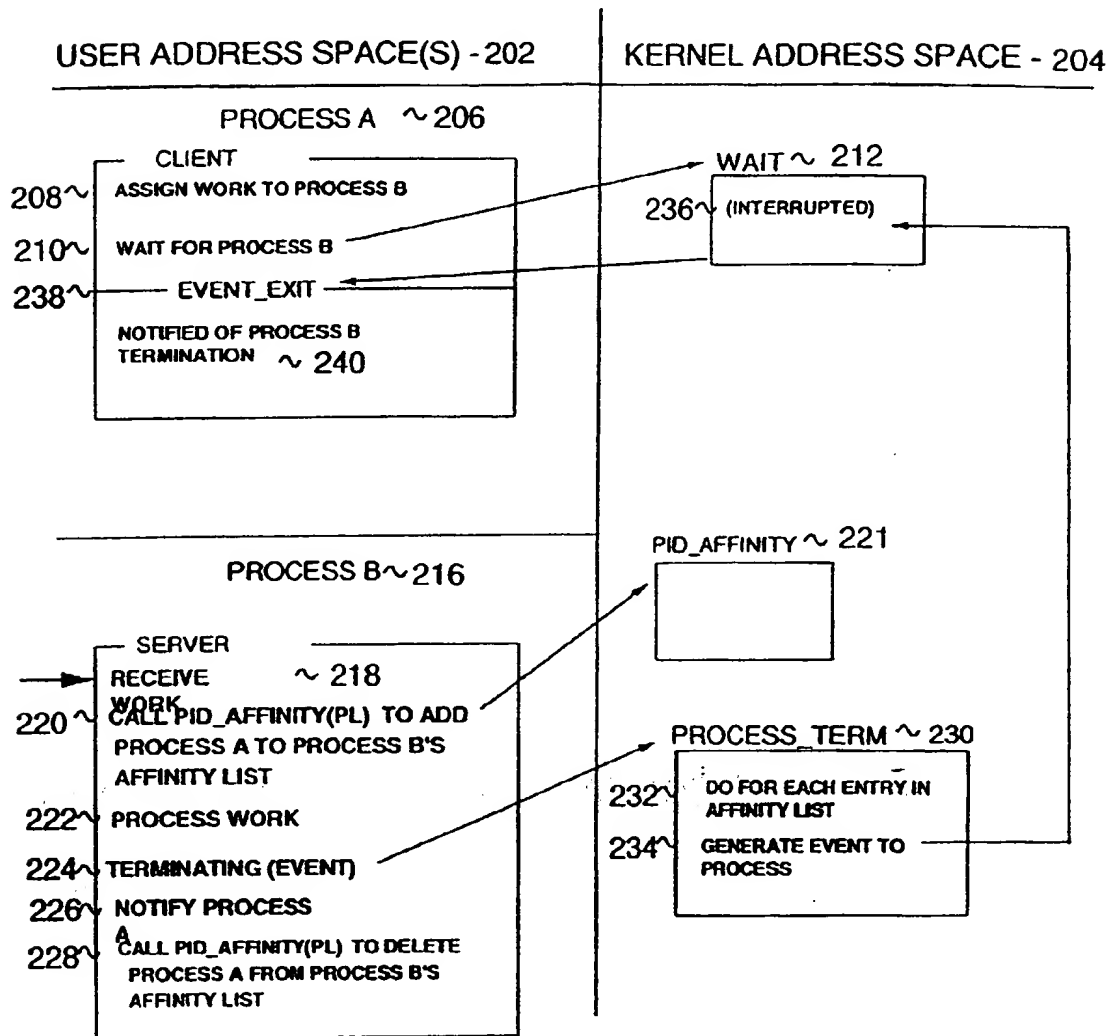 USER ADDRESS SPACE(S) - 202
KERNEL ADDRESS SPACE - 204
PROCESS A ~ 206
CLIENT
208~ ASSIGN WORK TO PROCESS B
210~ WAIT FOR PROCESS B
238~ EVENT_EXIT
NOTIFIED OF PROCESS B
TERMINATION ~ 240
WAIT ~ 212
236~ (INTERRUPTED)
PROCESS B~216
SERVER
RECEIVE ~ 218
WORK
220~ CALL PID_AFFINITY(PL) TO ADD
PROCESS A TO PROCESS B'S
AFFINITY LIST
222~ PROCESS WORK
224~ TERMINATING (EVENT)
226~ NOTIFY PROCESS
A
228~ CALL PID_AFFINITY(PL) TO DELETE
PROCESS A FROM PROCESS B'S
AFFINITY LIST
PID_AFFINITY ~ 221
PROCESS_TERM ~ 230
232~ DO FOR EACH ENTRY IN
AFFINITY LIST
234~ GENERATE EVENT TO
PROCESS